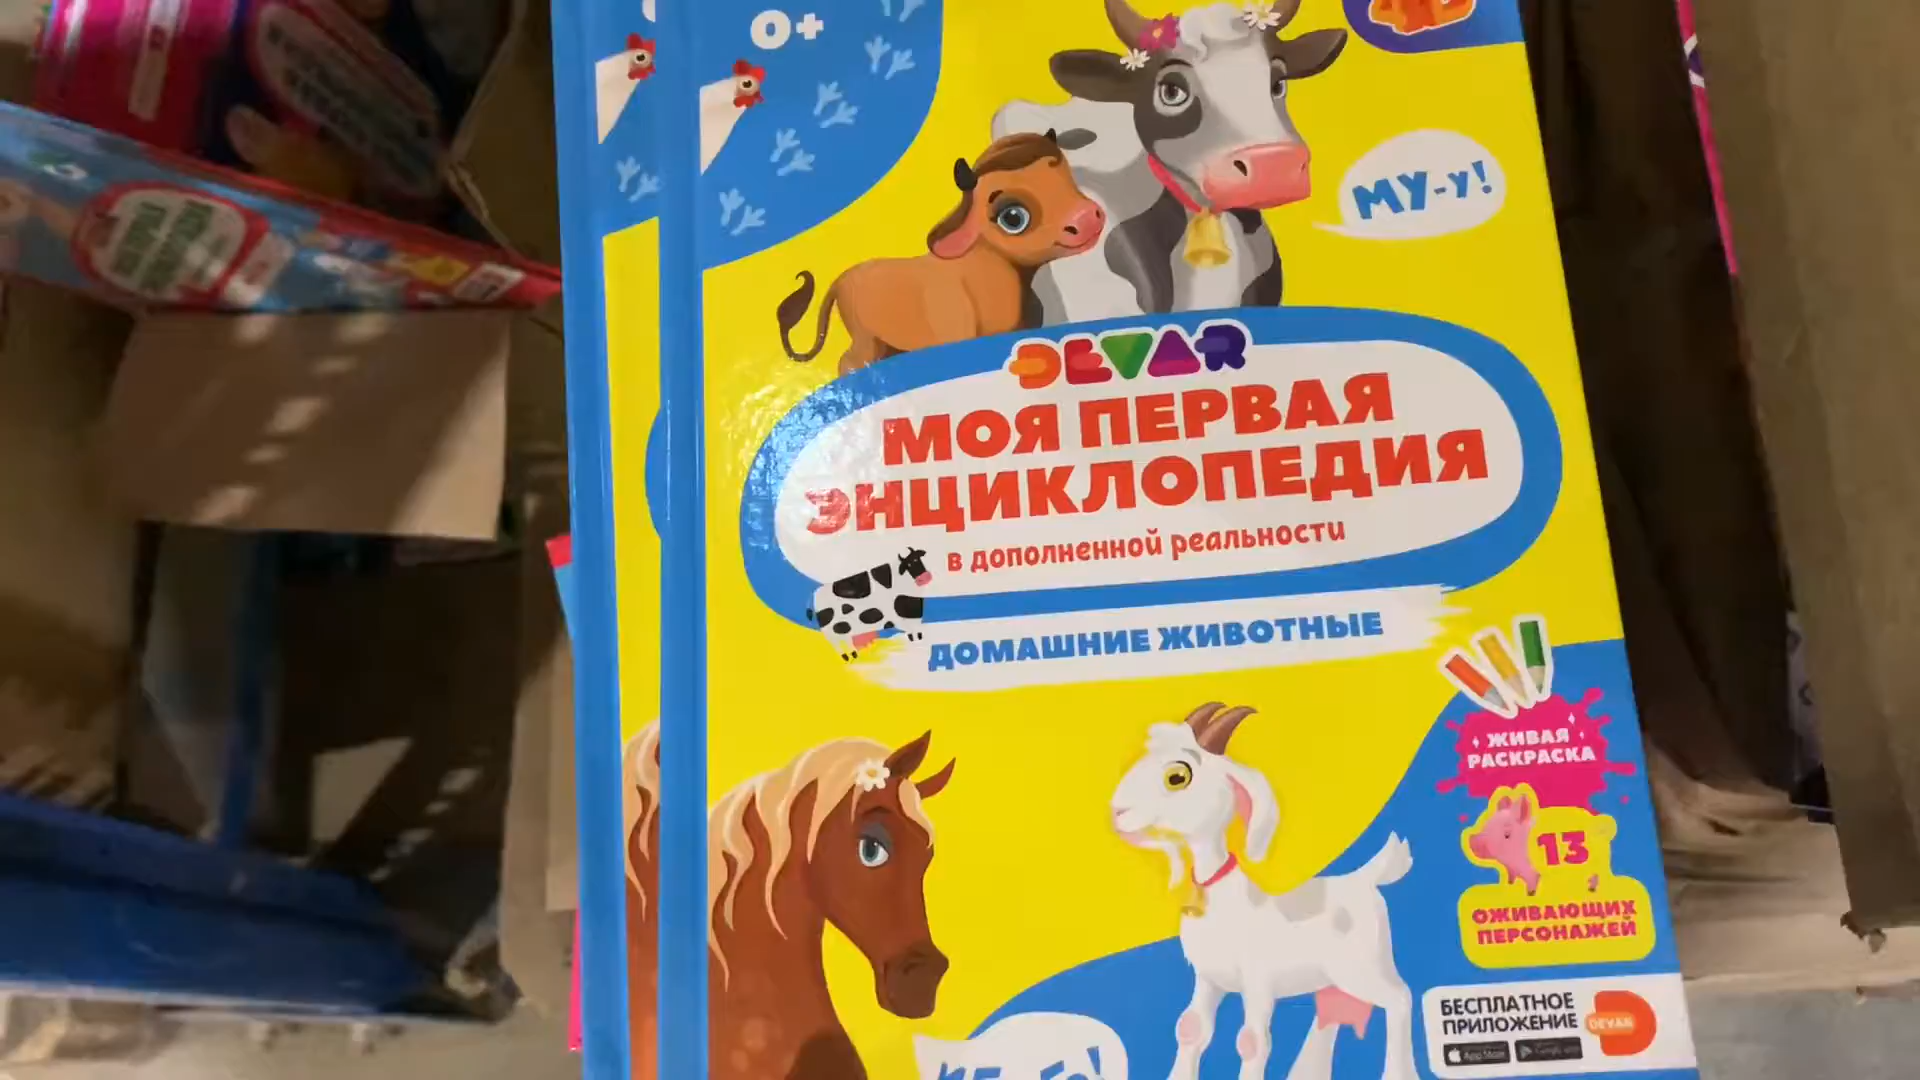 0+
4D
МУ-У!
DEVAR
МОЯ ПЕРВАЯ
ЭНЦИКЛОПЕДИЯ
в дополненной реальности
ДОМАШНИЕ ЖИВОТНЫЕ
ЖИВАЯ
РАСКРАСКА
13
ОЖИВАЮЩИХ
ПЕРСОНАЖЕЙ
БЕСПЛАТНОЕ
ПРИЛОЖЕНИЕ
DEVAR
App Store
Google play